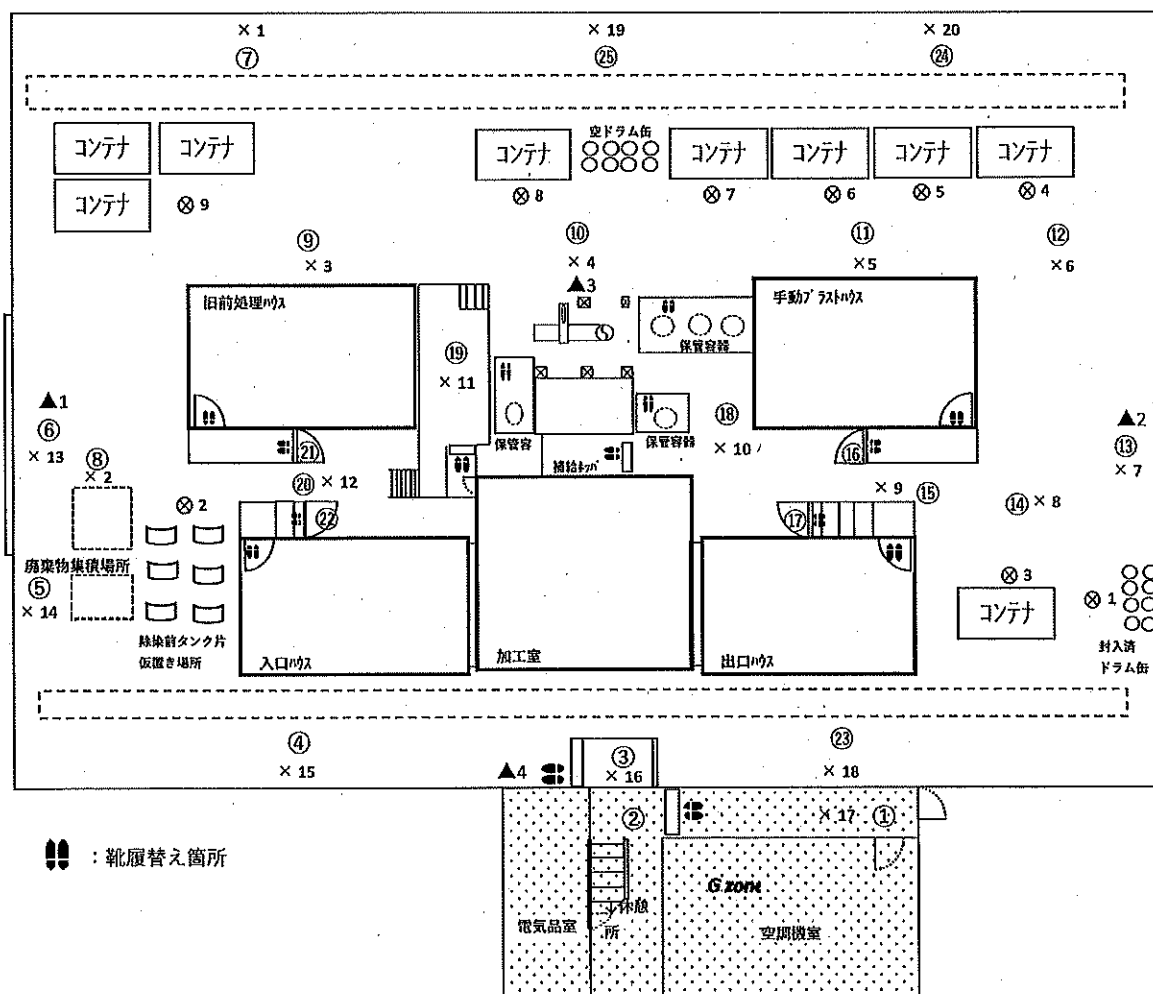 × 1
× 19
× 20
⑦
㉕
㉔
コンテナ
コンテナ
コンテナ
空ドラム缶
コンテナ
コンテナ
コンテナ
コンテナ
コンテナ
⊗ 9
⊗ 8
⊗ 7
⊗ 6
⊗ 5
⊗ 4
⑨
⑩
⑪
⑫
× 3
× 4
× 5
× 6
▲3
旧前処理ハウス
手動ブラストハウス
保管容器
⑲
× 11
▲1
⑥
× 13
⑱
× 10
▲2
⑬
× 7
保管容
保管容器
㉑
⑯
⑧
× 2
補給ホッパ
⑳
× 12
× 9
⑮
⑭
× 8
⊗ 2
㉒
⑰
廃棄物集積場所
⑤
× 14
⊗ 3
⊗ 1
コンテナ
除染前タンク片
仮置き場所
入口ハウス
加工室
出口ハウス
封入済
ドラム缶
④
× 15
▲4
③
× 16
㉓
× 18
②
× 17
①
:靴履替え箇所
G zone
電気品室
休憩
所
空調機室